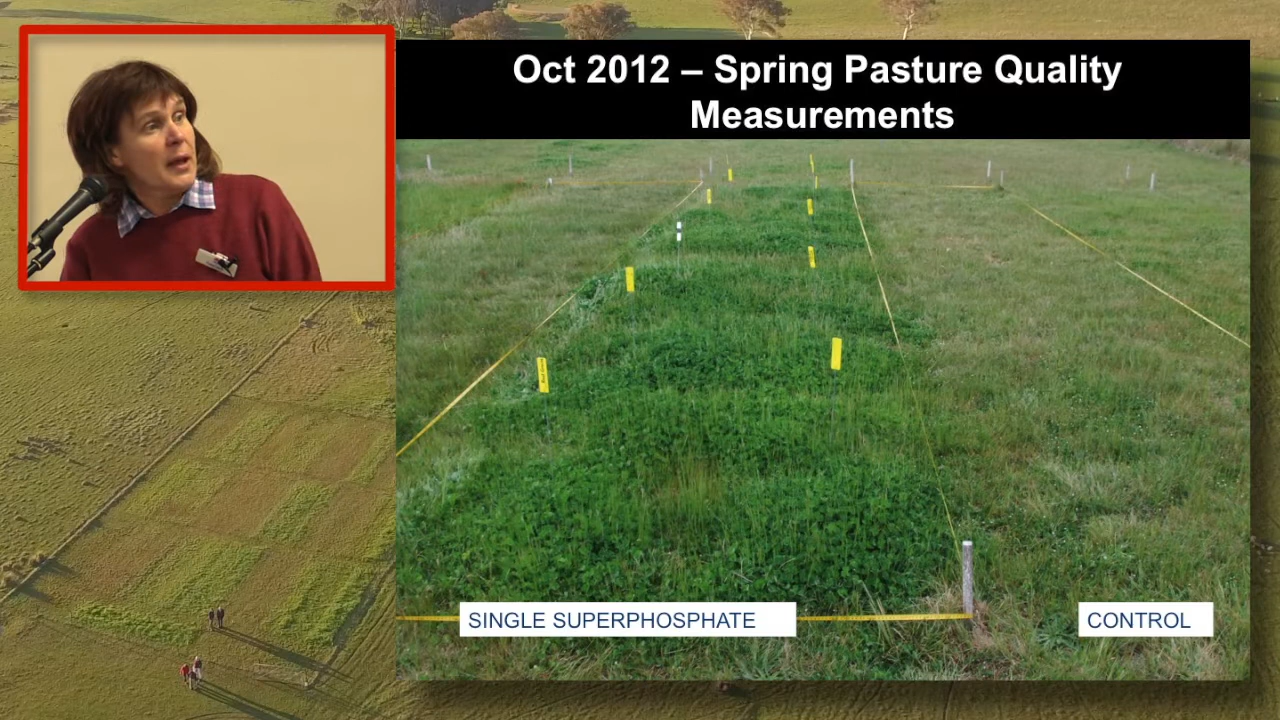 Oct 2012 – Spring Pasture Quality
Measurements
SINGLE SUPERPHOSPHATE
CONTROL